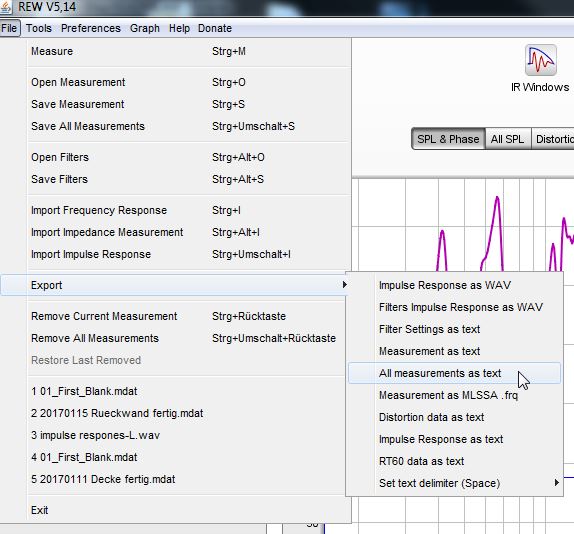 REW V5,14
File Tools Preferences Graph Help Donate
Measure Strg+M
Open Measurement Strg+O
Save Measurement Strg+S
Save All Measurements Strg+Umschalt+S
Open Filters Strg+Alt+O
Save Filters Strg+Alt+S
Import Frequency Response Strg+I
Import Impedance Measurement Strg+Alt+I
Import Impulse Response Strg+Umschalt+I
Export
Remove Current Measurement Strg+Rücktaste
Remove All Measurements Strg+Umschalt+Rücktaste
Restore Last Removed
1 01_First_Blank.mdat
2 20170115 Rueckwand fertig.mdat
3 impulse respones-L.wav
4 01_First_Blank.mdat
5 20170111 Decke fertig.mdat
Exit
IR Windows
SPL & Phase All SPL Distortio
Impulse Response as WAV
Filters Impulse Response as WAV
Filter Settings as text
Measurement as text
All measurements as text
Measurement as MLSSA .frq
Distortion data as text
Impulse Response as text
RT60 data as text
Set text delimiter (Space)